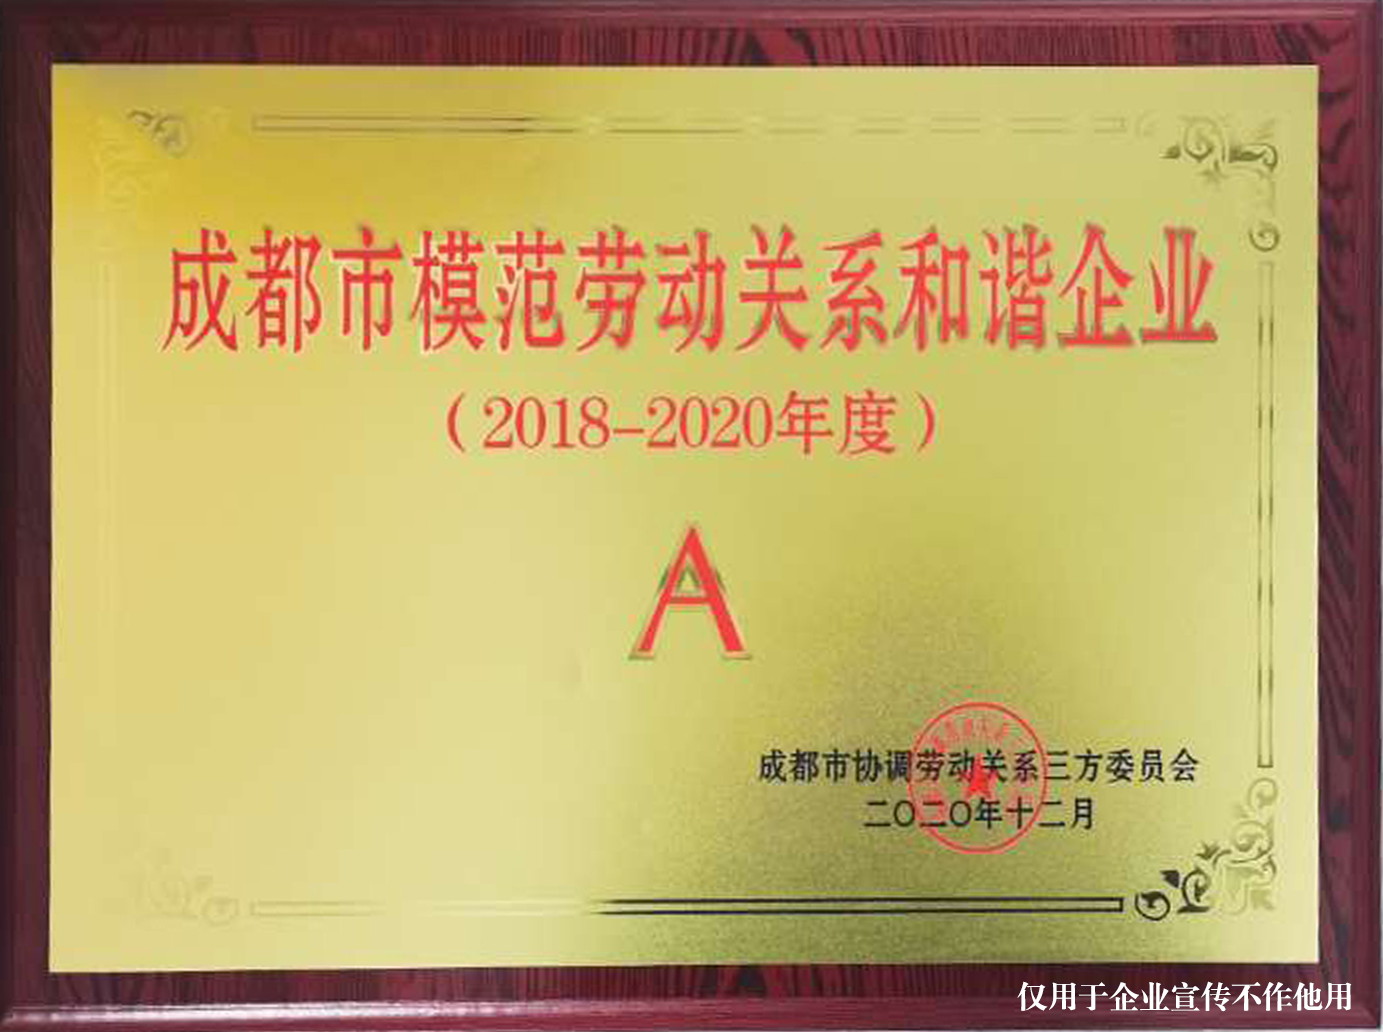 成都市模范劳动关系和谐企业
（2018-2020年度）
A
成都市协调劳动关系三方委员会
二〇二〇年十二月
仅用于企业宣传不作他用